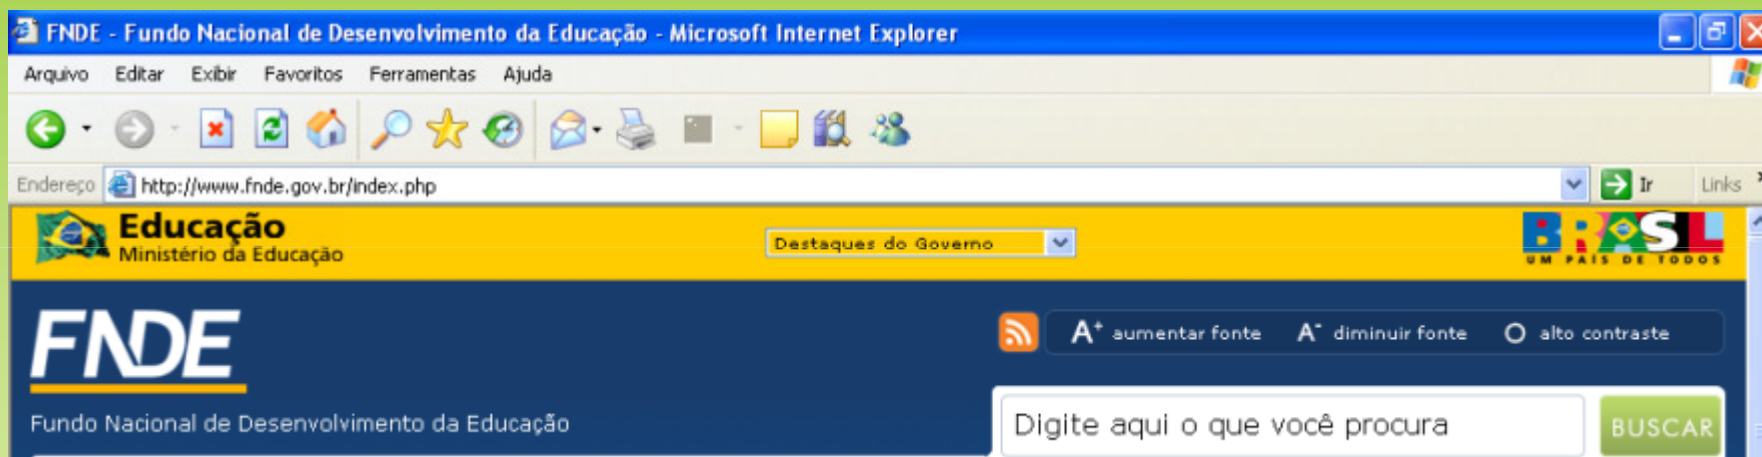 FNDE - Fundo Nacional de Desenvolvimento da Educação - Microsoft Internet Explorer
Arquivo Editar Exibir Favoritos Ferramentas Ajuda
Endereço http://www.fnde.gov.br/index.php Ir Links
Educação
Ministério da Educação
Destaques do Governo
BRASIL
UM PAÍS DE TODOS
FNDE
A+ aumentar fonte A- diminuir fonte alto contraste
Fundo Nacional de Desenvolvimento da Educação
Digite aqui o que você procura BUSCAR